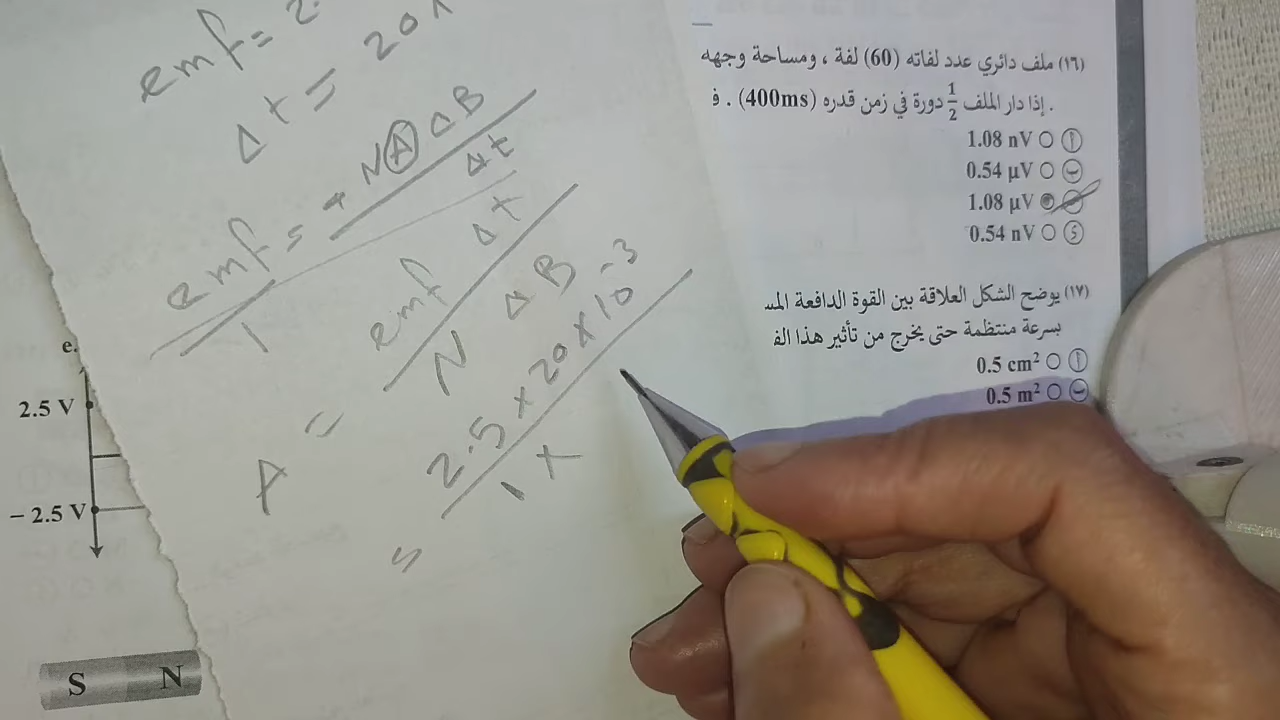 emf = 2.
Δt = 20 x
emf = - N A ΔB
Δt
1
emf Δt
A =
N ΔB
2.5 x 20 x 10⁻³
1 x
=
e.
2.5 V
− 2.5 V
S N
(١٦) ملف دائري عدد لفاته (60) لفة ، ومساحة وجهه
. إذا دار الملف ½ دورة في زمن قدره (400ms) . ف
أ 1.08 nV
ب 0.54 µV
1.08 µV
د 0.54 nV
(١٧) يوضح الشكل العلاقة بين القوة الدافعة المس
بسرعة منتظمة حتى يخرج من تأثير هذا الف
أ 0.5 cm²
ب 0.5 m²